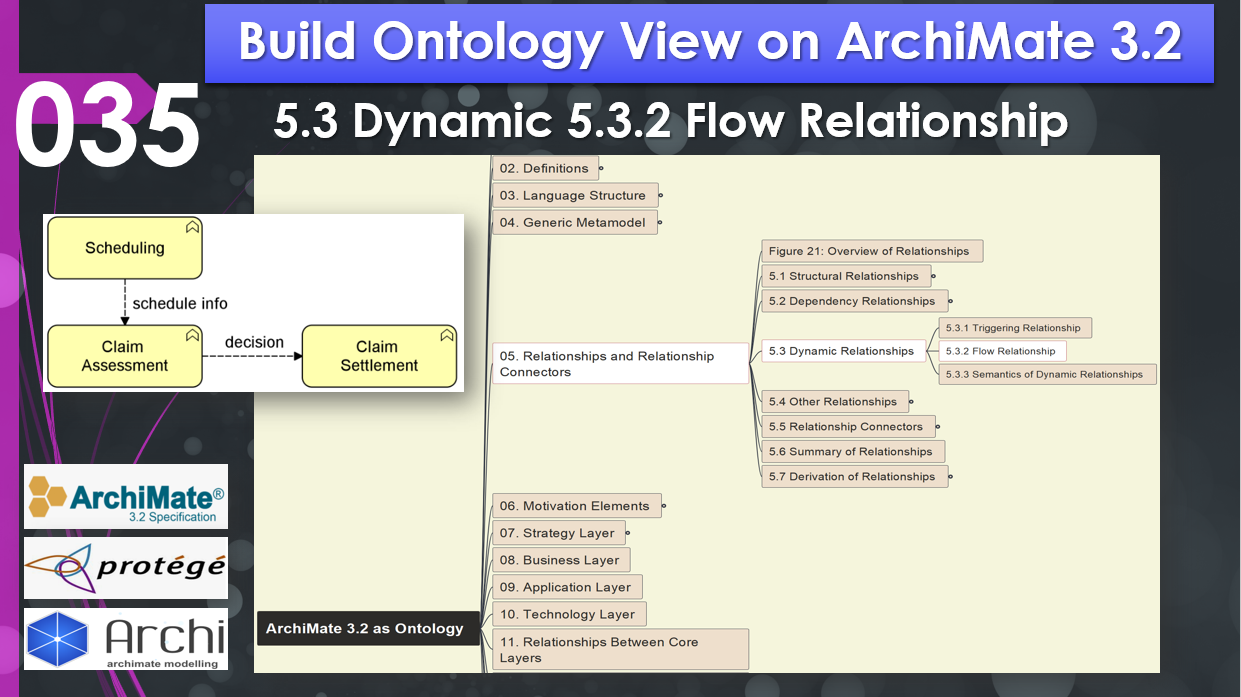 Build Ontology View on ArchiMate 3.2
035
5.3 Dynamic 5.3.2 Flow Relationship
02. Definitions
03. Language Structure
04. Generic Metamodel
Scheduling
schedule info
Claim
Assessment
decision
Claim
Settlement
05. Relationships and Relationship
Connectors
Figure 21: Overview of Relationships
5.1 Structural Relationships
5.2 Dependency Relationships
5.3 Dynamic Relationships
5.3.1 Triggering Relationship
5.3.2 Flow Relationship
5.3.3 Semantics of Dynamic Relationships
5.4 Other Relationships
5.5 Relationship Connectors
5.6 Summary of Relationships
5.7 Derivation of Relationships
06. Motivation Elements
07. Strategy Layer
08. Business Layer
09. Application Layer
10. Technology Layer
11. Relationships Between Core
Layers
ArchiMate 3.2 as Ontology
ArchiMate®
3.2 Specification
protégé
Archi
archimate modelling